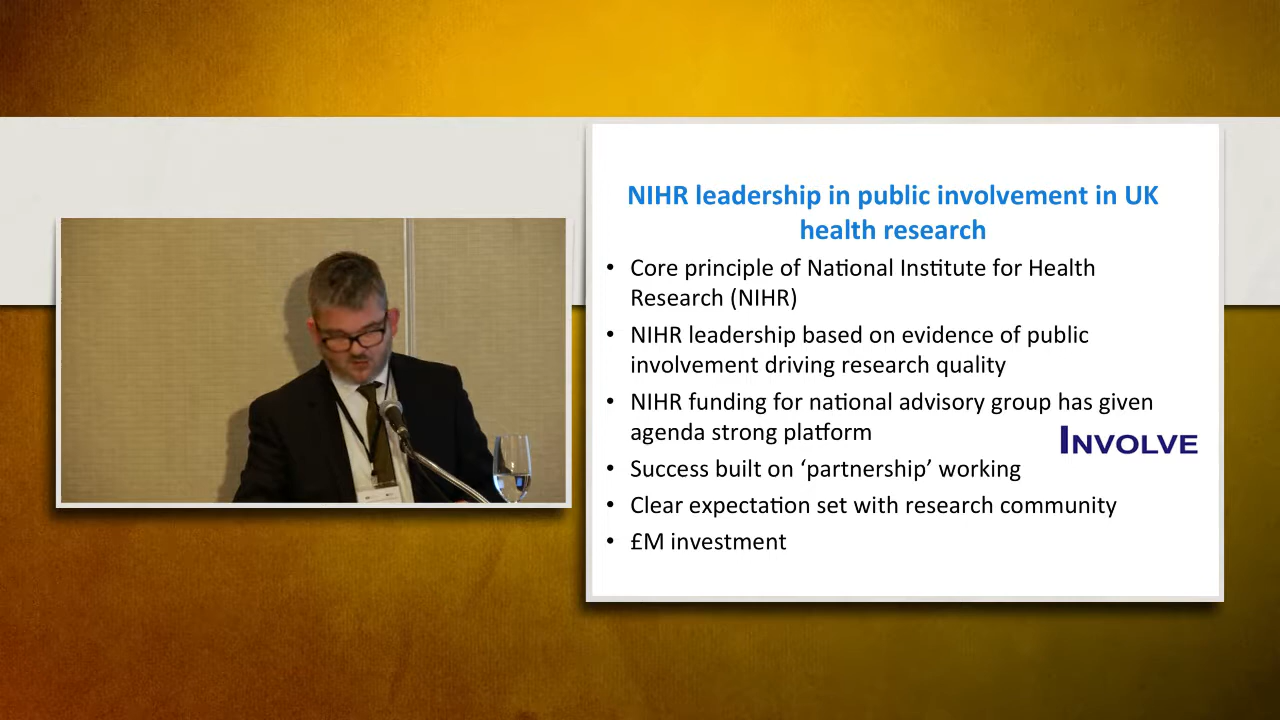 NIHR leadership in public involvement in UK
health research
• Core principle of National Institute for Health
Research (NIHR)
• NIHR leadership based on evidence of public
involvement driving research quality
• NIHR funding for national advisory group has given
agenda strong platform
INVOLVE
• Success built on ‘partnership’ working
• Clear expectation set with research community
• £M investment